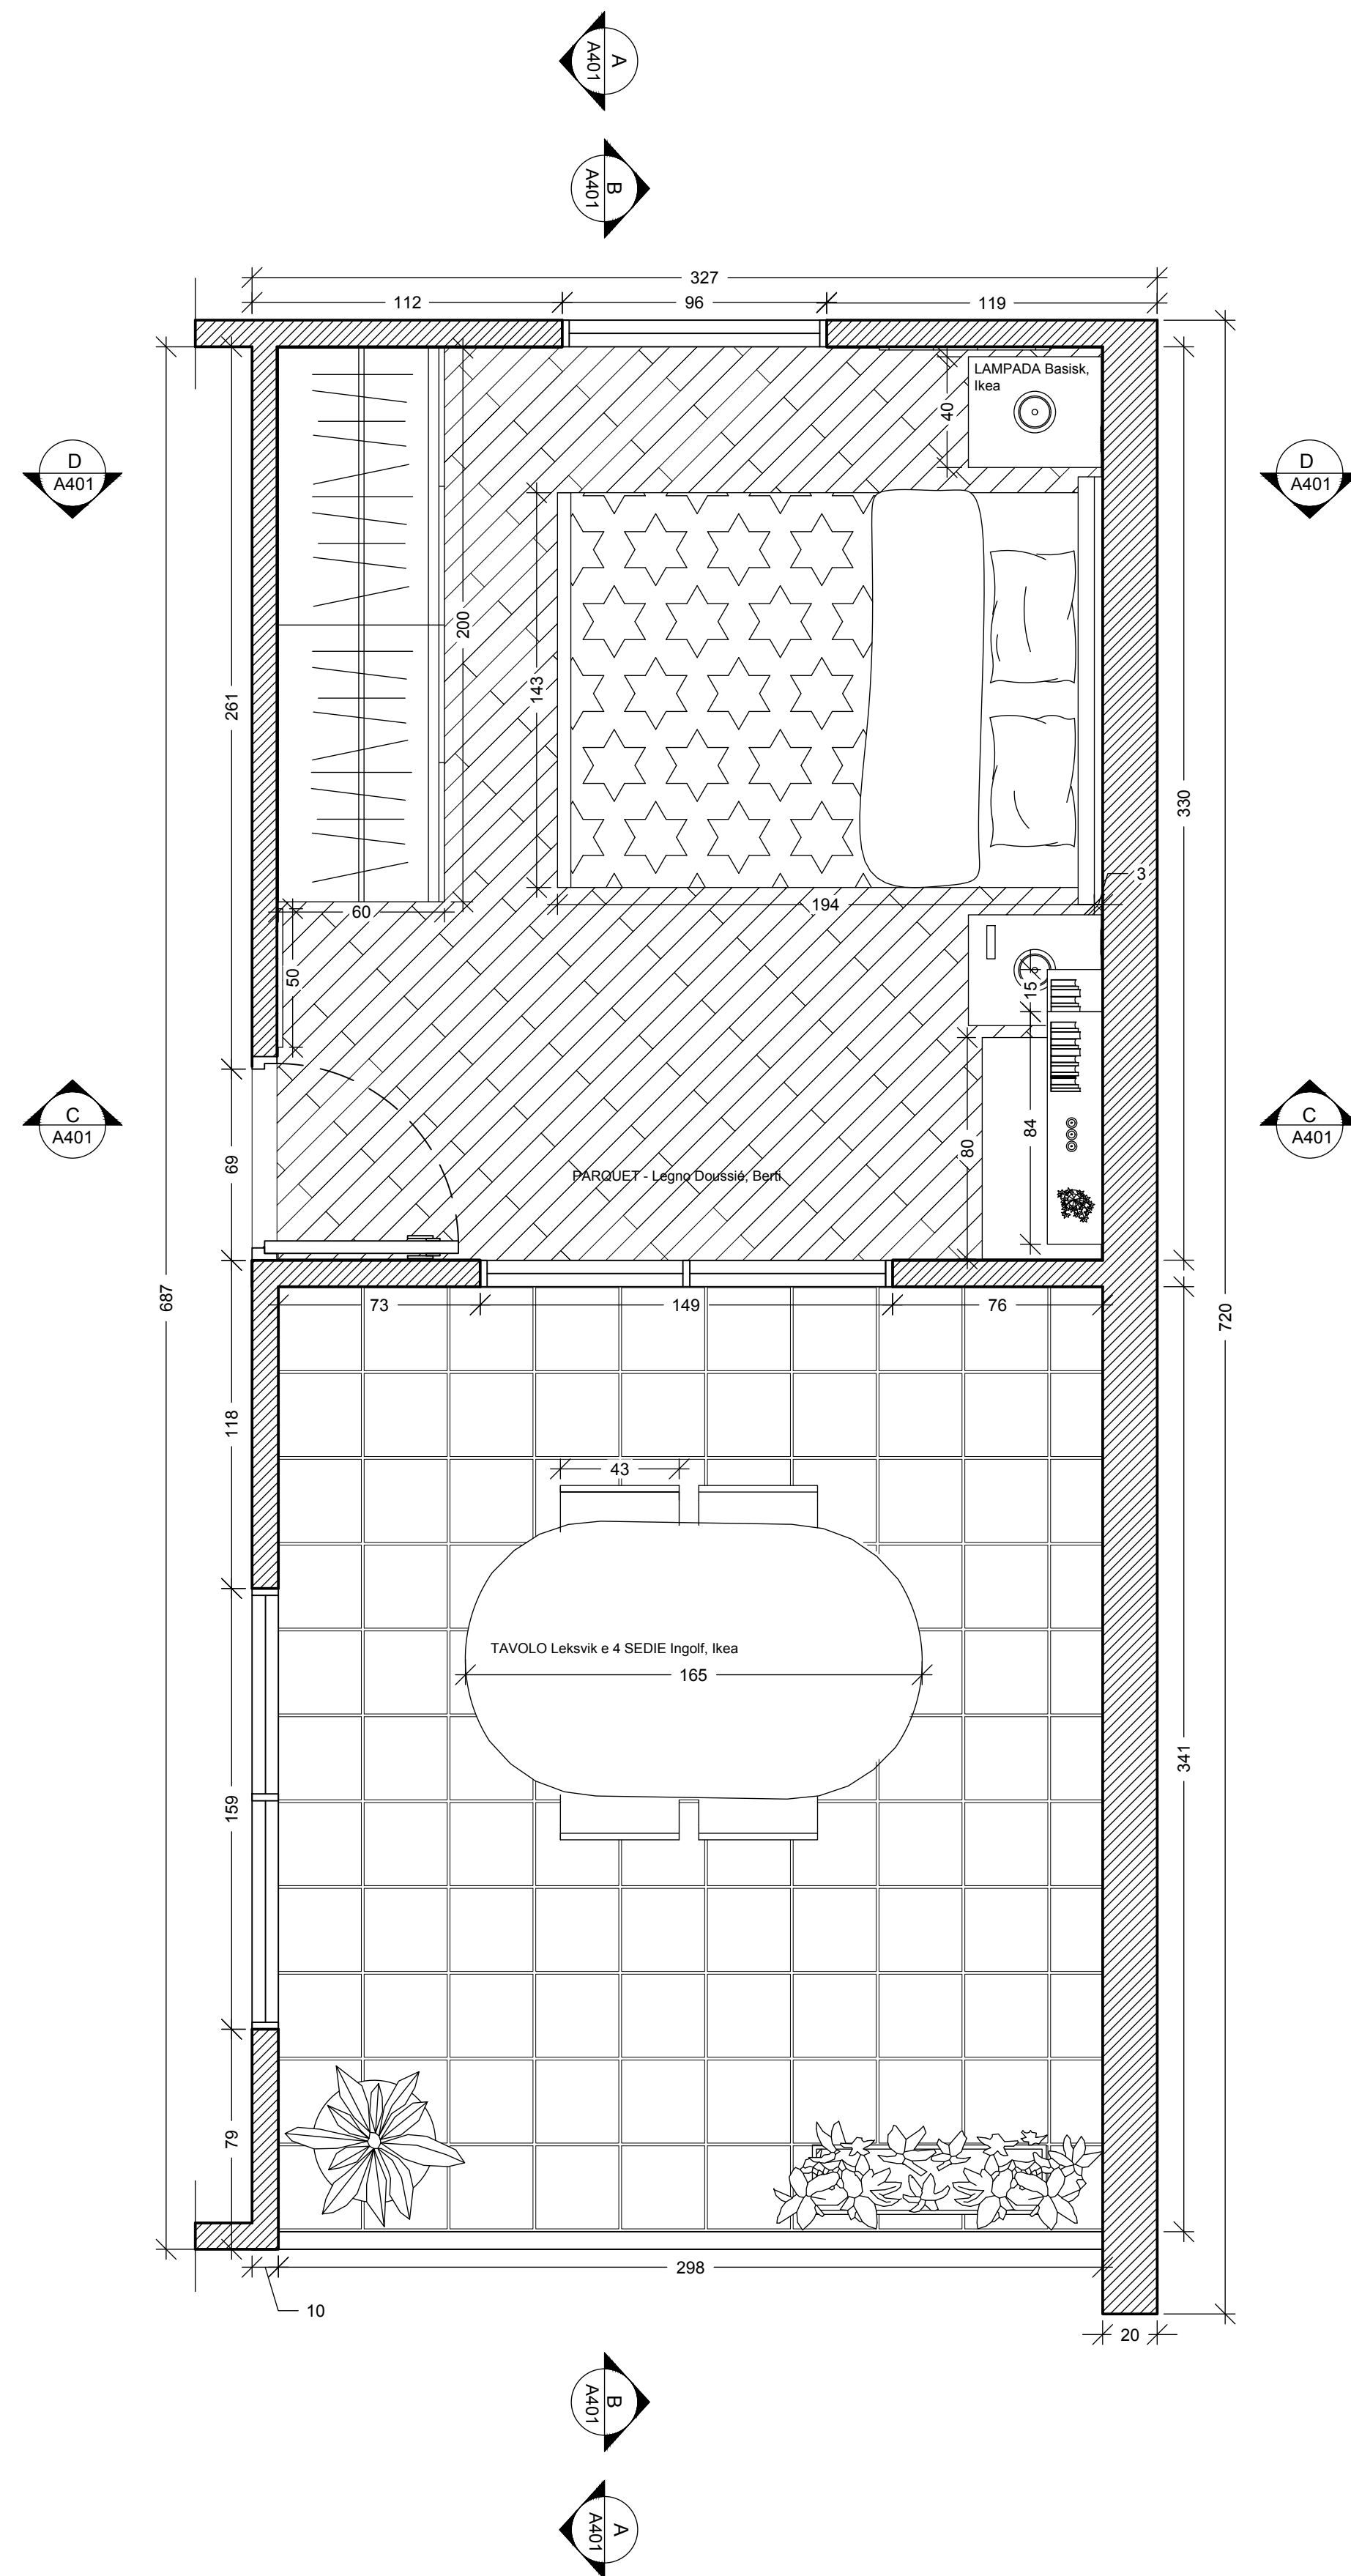 A
A401
B
A401
327
112
96
119
LAMPADA Basisk,
Ikea
40
D
A401
D
A401
200
143
261
330
3
194
60
50
15
84
80
C
A401
C
A401
69
PARQUET - Legno Doussié, Berti
687
73
149
76
720
118
43
TAVOLO Leksvik e 4 SEDIE Ingolf, Ikea
165
341
159
79
298
10
20
B
A401
A
A401